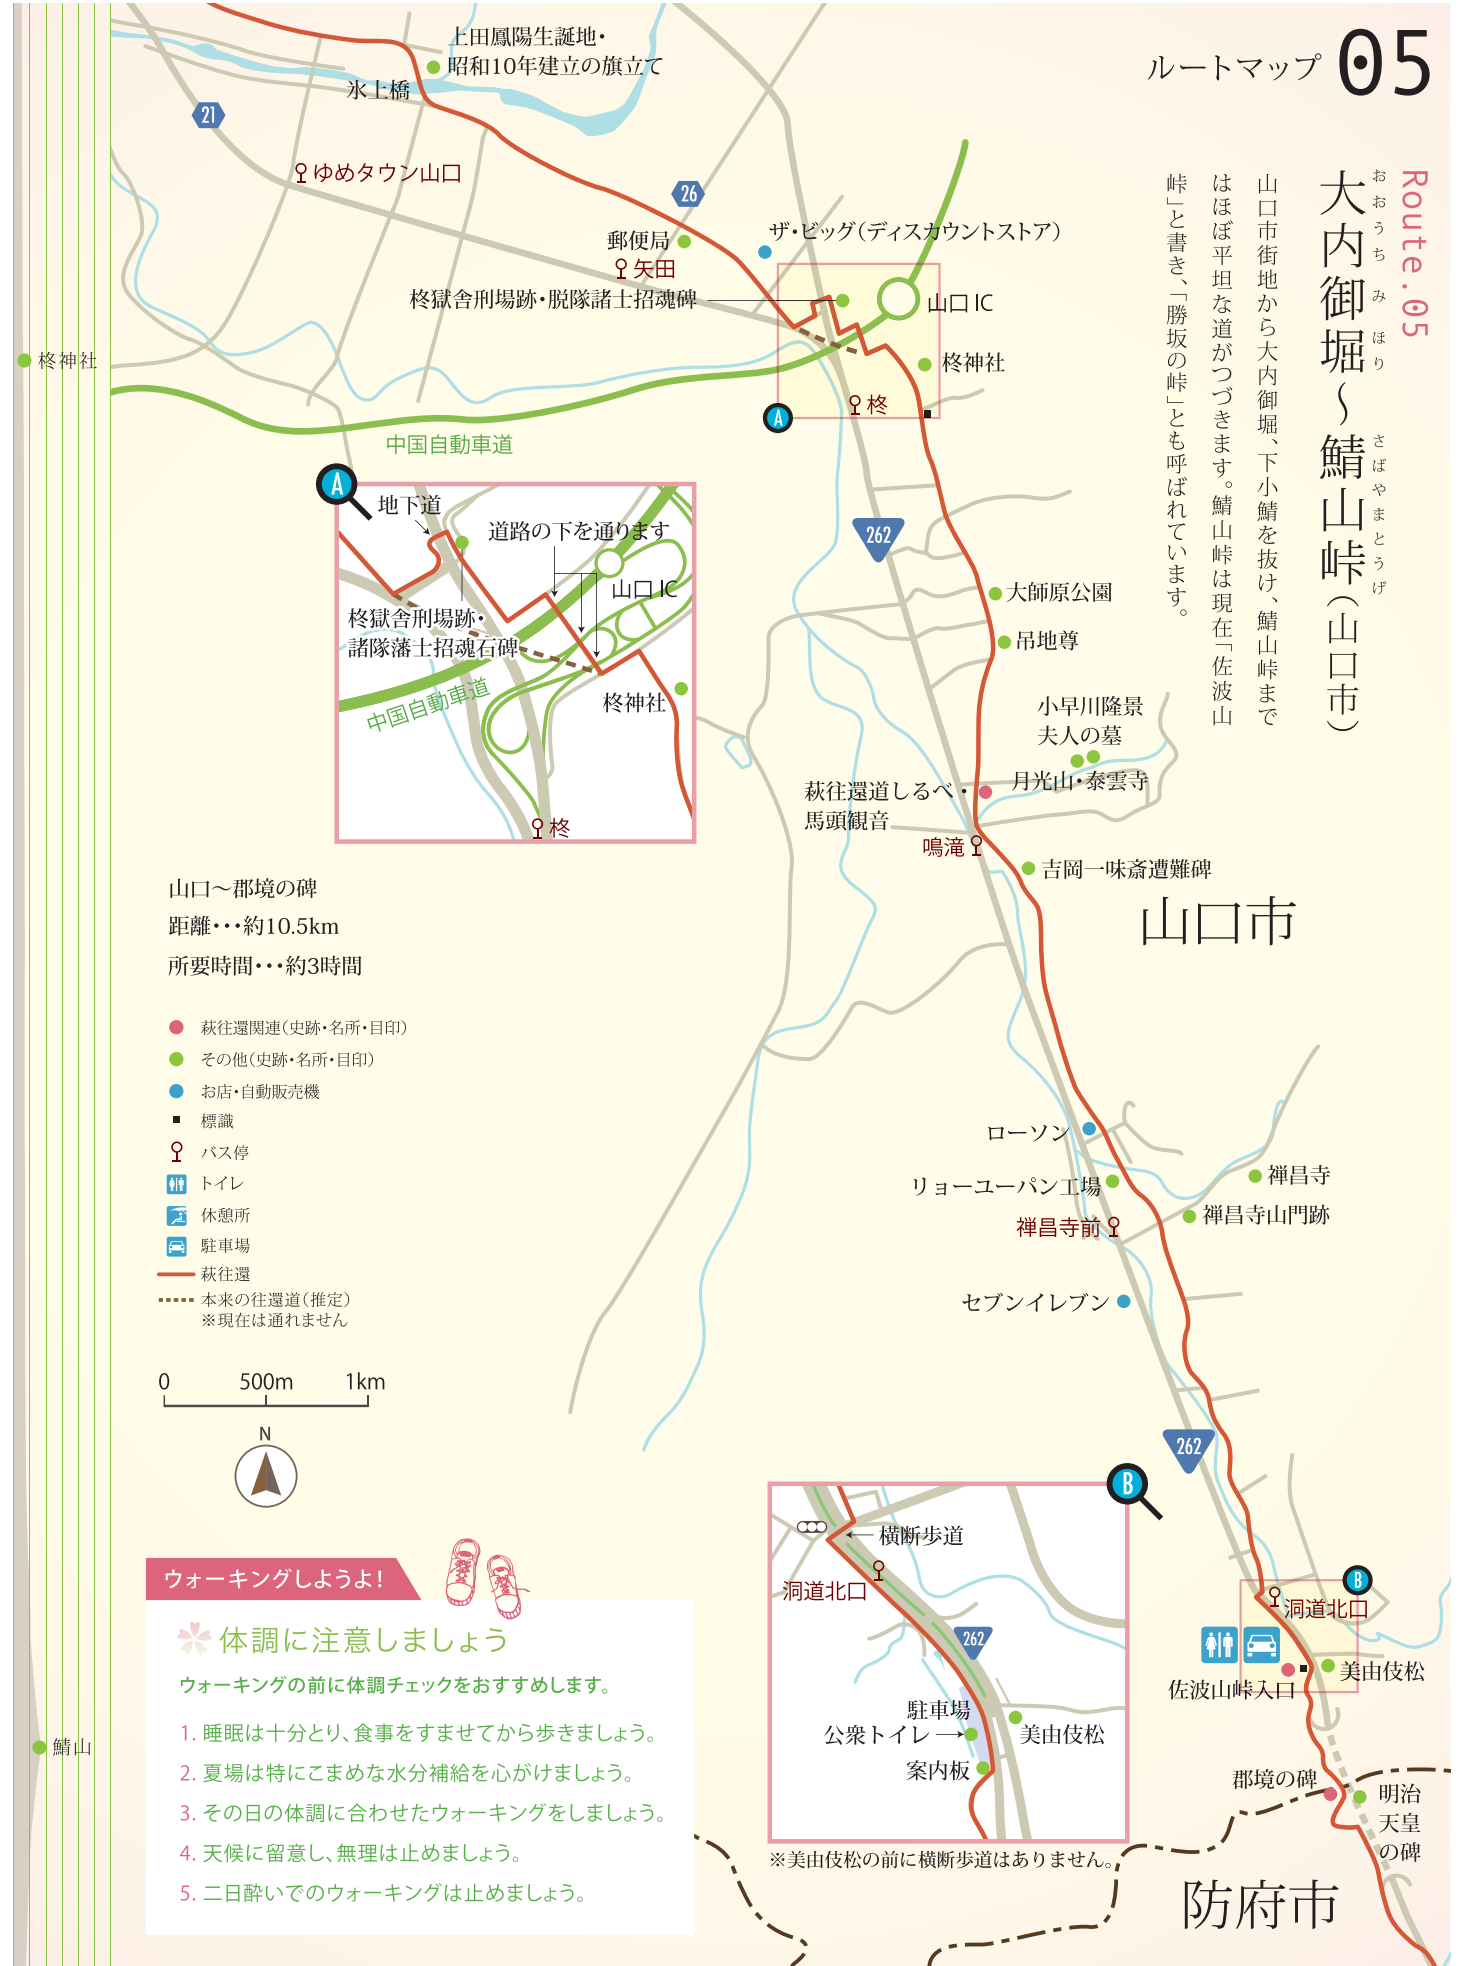 ルートマップ 05
Route.05
大内御堀～鯖山峠(山口市)
おおうちみほり さばやまとうげ
山口市街地から大内御堀、下小鯖を抜け、鯖山峠まで
はほぼ平坦な道がつづきます。鯖山峠は現在「佐波山
峠」と書き、「勝坂の峠」とも呼ばれています。
上田鳳陽生誕地・
昭和10年建立の旗立て
氷上橋
21
ゆめタウン山口
26
郵便局
矢田
ザ・ビッグ(ディスカウントストア)
柊獄舎刑場跡・脱隊諸士招魂碑
山口 IC
柊神社
柊
A
柊神社
中国自動車道
A
地下道
道路の下を通ります
山口 IC
柊獄舎刑場跡・
諸隊藩士招魂石碑
中国自動車道
柊神社
柊
262
大師原公園
吊地尊
小早川隆景
夫人の墓
月光山・泰雲寺
萩往還道しるべ・
馬頭観音
鳴滝
吉岡一味斎遭難碑
山口市
山口～郡境の碑
距離・・・約10.5km
所要時間・・・約3時間
萩往還関連(史跡・名所・目印)
その他(史跡・名所・目印)
お店・自動販売機
標識
バス停
トイレ
休憩所
駐車場
萩往還
本来の往還道(推定)
※現在は通れません
0 500m 1km
N
ローソン
リョーユーパン工場
禅昌寺
禅昌寺山門跡
禅昌寺前
セブンイレブン
262
B
横断歩道
洞道北口
262
駐車場
公衆トイレ
美由伎松
案内板
※美由伎松の前に横断歩道はありません。
B
洞道北口
美由伎松
佐波山峠入口
郡境の碑
明治
天皇
の碑
防府市
鯖山
ウォーキングしようよ!
体調に注意しましょう
ウォーキングの前に体調チェックをおすすめします。
1. 睡眠は十分とり、食事をすませてから歩きましょう。
2. 夏場は特にこまめな水分補給を心がけましょう。
3. その日の体調に合わせたウォーキングをしましょう。
4. 天候に留意し、無理は止めましょう。
5. 二日酔いでのウォーキングは止めましょう。